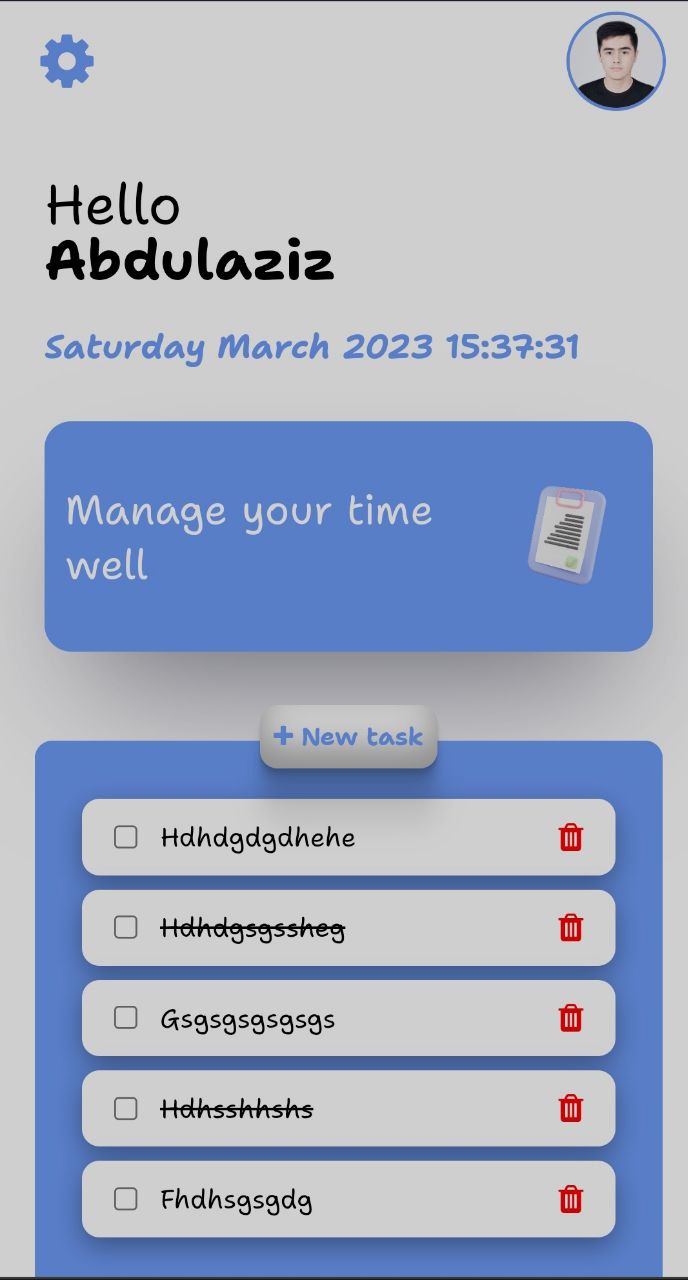 Hello
Abdulaziz
Saturday March 2023 15:37:31
Manage your time
well
+ New task
Hdhdgdgdhehe
Hdhdgsgssheg
Gsgsgsgsgsgs
Hdhsshhshs
Fhdhsgsgdg